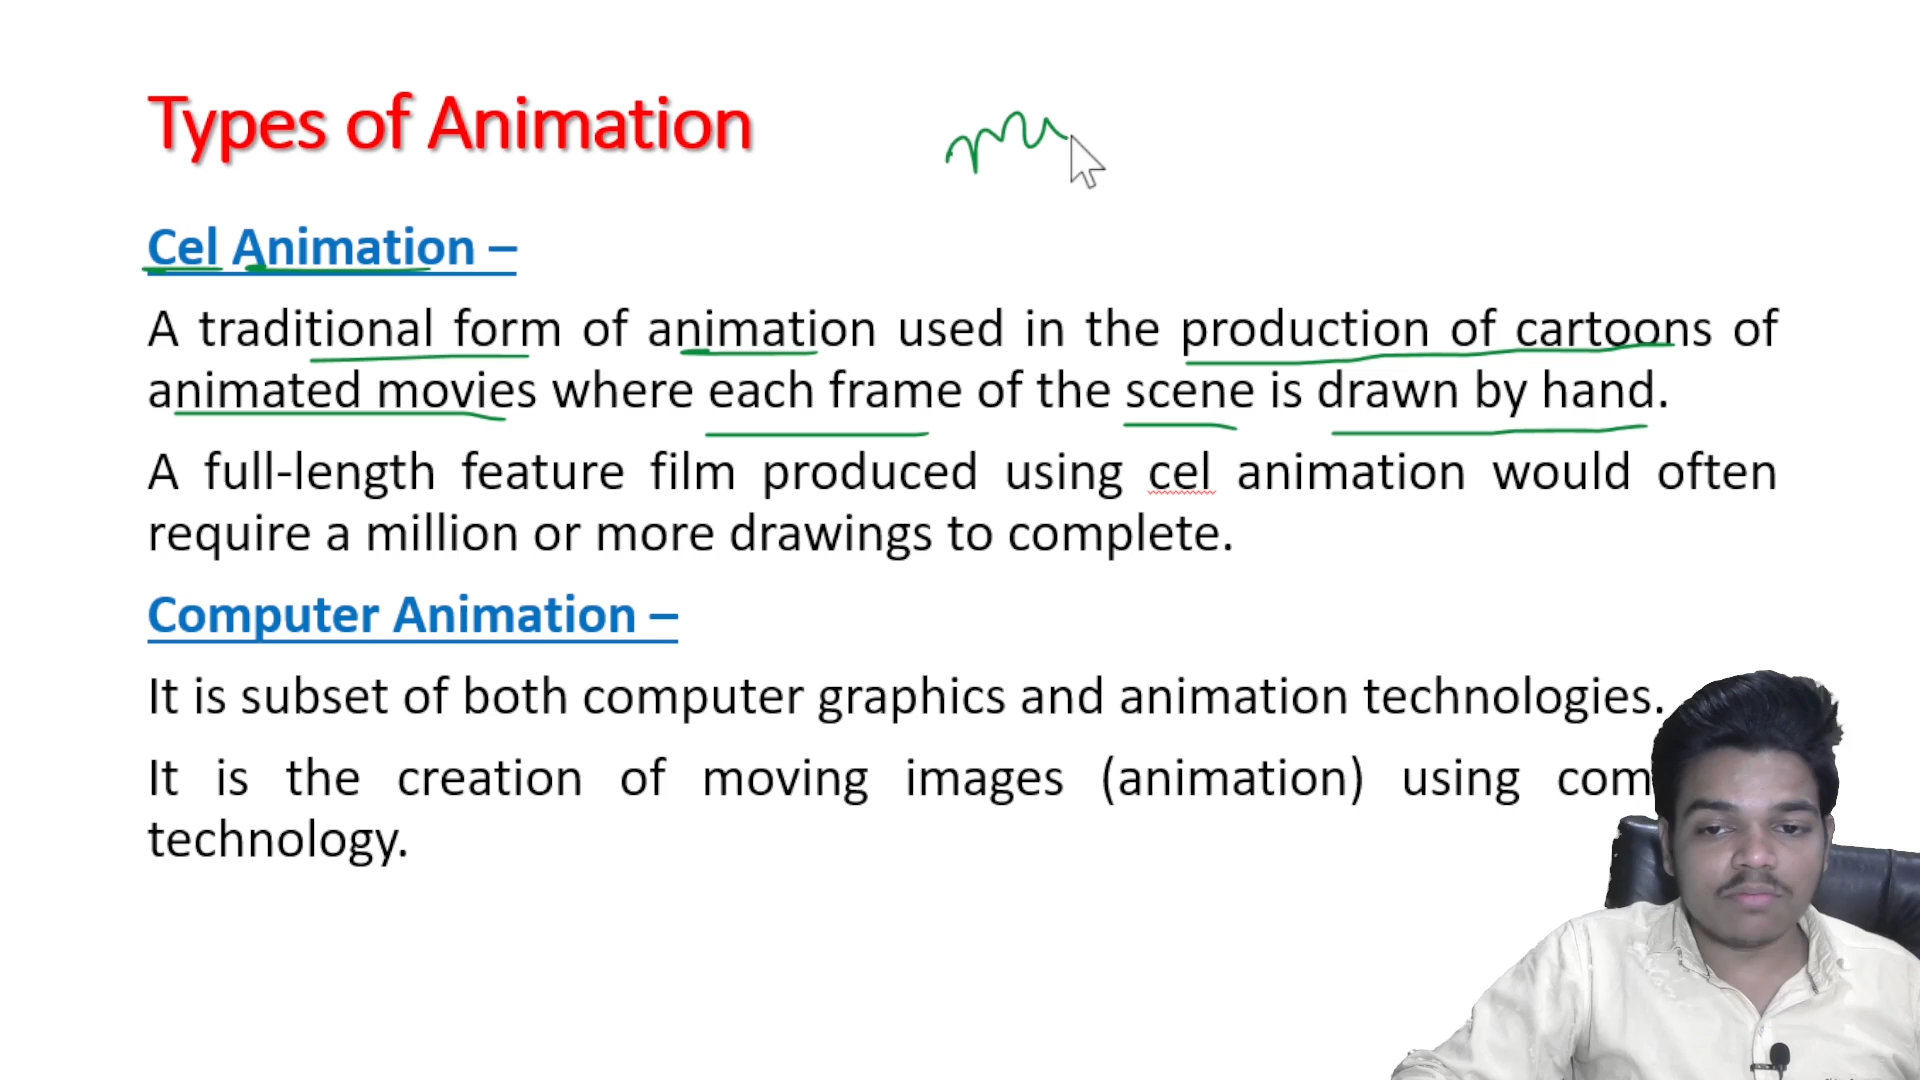 Types of Animation
Cel Animation –
A traditional form of animation used in the production of cartoons of
animated movies where each frame of the scene is drawn by hand.
A full-length feature film produced using cel animation would often
require a million or more drawings to complete.
Computer Animation –
It is subset of both computer graphics and animation technologies.
It is the creation of moving images (animation) using com
technology.